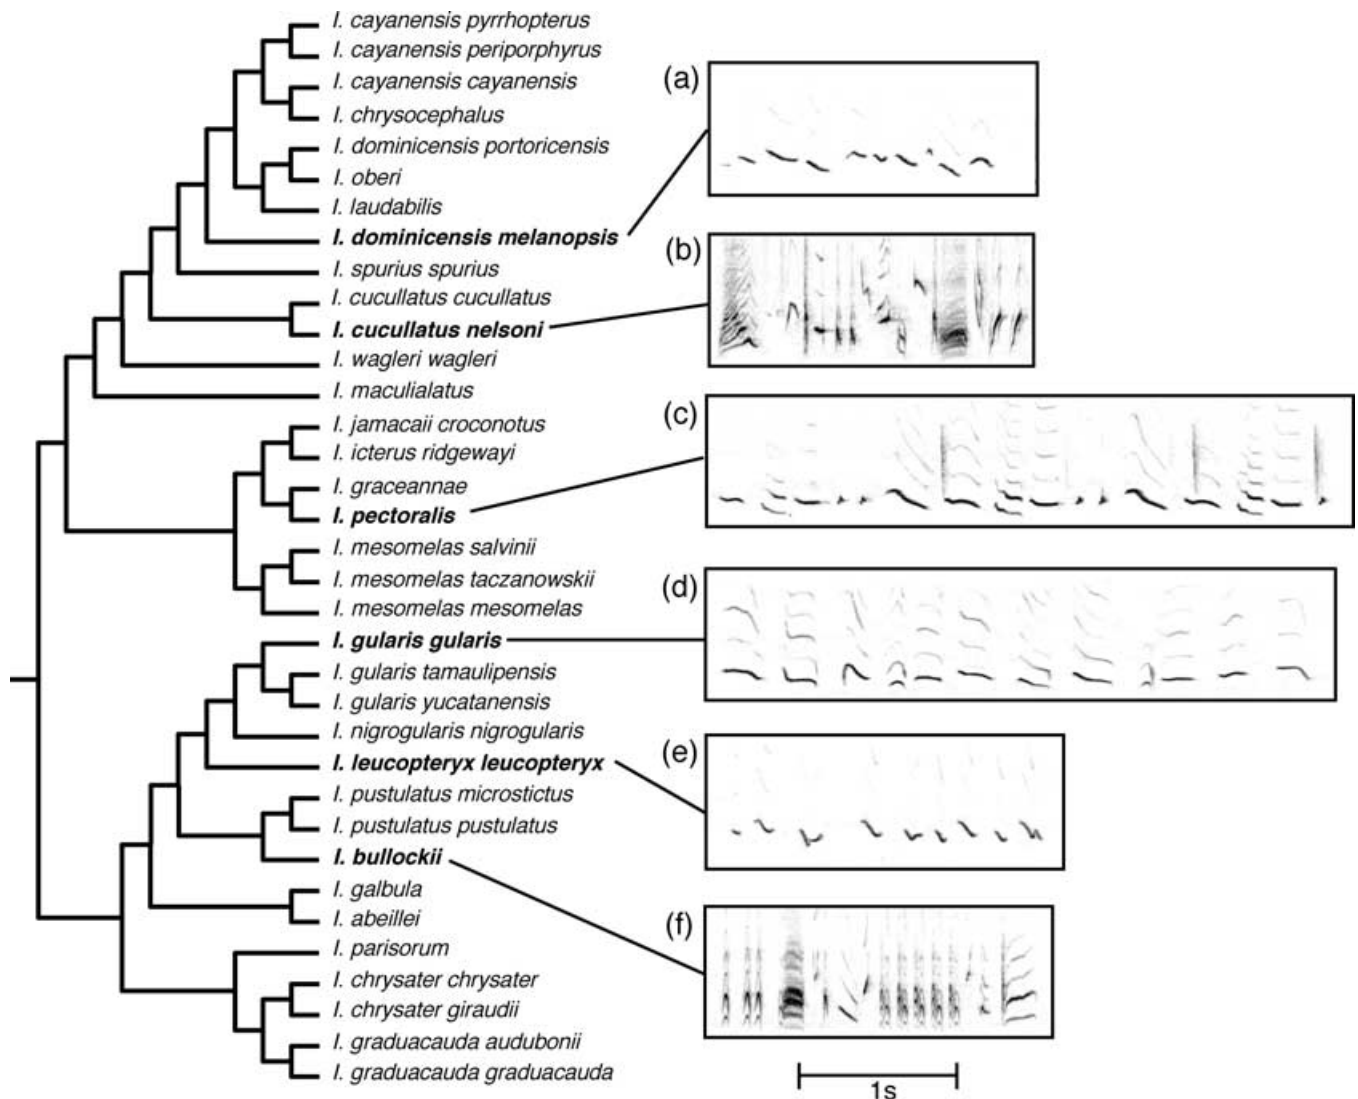 I. cayanensis pyrrhopterus
I. cayanensis periporphyrus
I. cayanensis cayanensis
I. chrysocephalus
I. dominicensis portoricensis
I. oberi
I. laudabilis
I. dominicensis melanopsis
I. spurius spurius
I. cucullatus cucullatus
I. cucullatus nelsoni
I. wagleri wagleri
I. maculialatus
I. jamacaii croconotus
I. icterus ridgewayi
I. graceannae
I. pectoralis
I. mesomelas salvinii
I. mesomelas taczanowskii
I. mesomelas mesomelas
I. gularis gularis
I. gularis tamaulipensis
I. gularis yucatanensis
I. nigrogularis nigrogularis
I. leucopteryx leucopteryx
I. pustulatus microstictus
I. pustulatus pustulatus
I. bullockii
I. galbula
I. abeillei
I. parisorum
I. chrysater chrysater
I. chrysater giraudii
I. graduacauda audubonii
I. graduacauda graduacauda
(a)
(b)
(c)
(d)
(e)
(f)
1s